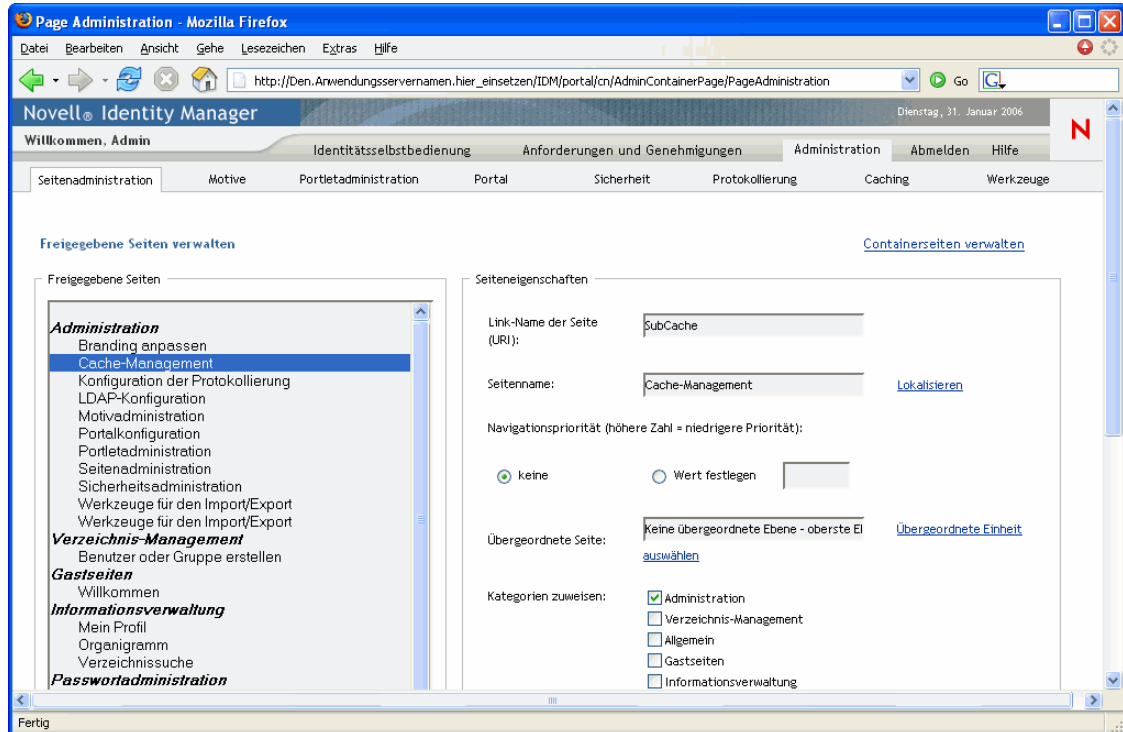 Page Administration - Mozilla Firefox
Datei Bearbeiten Ansicht Gehe Lesezeichen Extras Hilfe
http://Den.Anwendungsservernamen.hier_einsetzen/IDM/portal/cn/AdminContainerPage/PageAdministration Go G
Novell® Identity Manager Dienstag, 31. Januar 2006 N
Willkommen, Admin
Identitätsselbstbedienung Anforderungen und Genehmigungen Administration Abmelden Hilfe
Seitenadministration Motive Portletadministration Portal Sicherheit Protokollierung Caching Werkzeuge
Freigegebene Seiten verwalten
Containerseiten verwalten
Freigegebene Seiten
Administration
Branding anpassen
Cache-Management
Konfiguration der Protokollierung
LDAP-Konfiguration
Motivadministration
Portalkonfiguration
Portletadministration
Seitenadministration
Sicherheitsadministration
Werkzeuge für den Import/Export
Werkzeuge für den Import/Export
Verzeichnis-Management
Benutzer oder Gruppe erstellen
Gastseiten
Willkommen
Informationsverwaltung
Mein Profil
Organigramm
Verzeichnissuche
Passwortadministration
Seiteneigenschaften
Link-Name der Seite
(URI):
SubCache
Seitenname:
Cache-Management
Lokalisieren
Navigationspriorität (höhere Zahl = niedrigere Priorität):
keine
Wert festlegen
Übergeordnete Seite:
Keine übergeordnete Ebene - oberste El
Übergeordnete Einheit
auswählen
Kategorien zuweisen:
Administration
Verzeichnis-Management
Allgemein
Gastseiten
Informationsverwaltung
Fertig